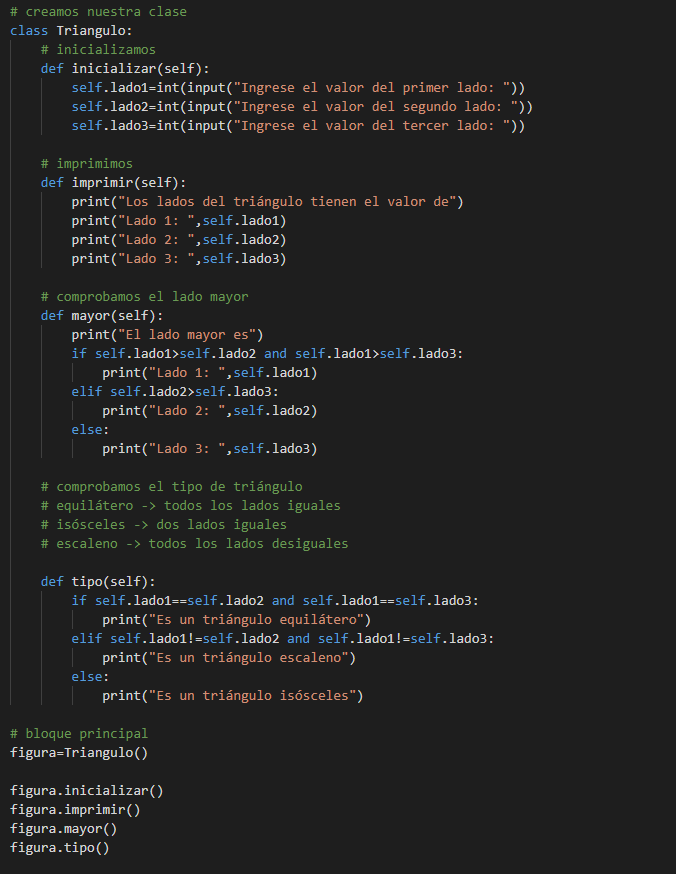 # creamos nuestra clase
class Triangulo:
    # inicializamos
    def inicializar(self):
        self.lado1=int(input("Ingrese el valor del primer lado: "))
        self.lado2=int(input("Ingrese el valor del segundo lado: "))
        self.lado3=int(input("Ingrese el valor del tercer lado: "))

    # imprimimos
    def imprimir(self):
        print("Los lados del triángulo tienen el valor de")
        print("Lado 1: ",self.lado1)
        print("Lado 2: ",self.lado2)
        print("Lado 3: ",self.lado3)

    # comprobamos el lado mayor
    def mayor(self):
        print("El lado mayor es")
        if self.lado1>self.lado2 and self.lado1>self.lado3:
            print("Lado 1: ",self.lado1)
        elif self.lado2>self.lado3:
            print("Lado 2: ",self.lado2)
        else:
            print("Lado 3: ",self.lado3)

    # comprobamos el tipo de triángulo
    # equilátero -> todos los lados iguales
    # isósceles -> dos lados iguales
    # escaleno -> todos los lados desiguales

    def tipo(self):
        if self.lado1==self.lado2 and self.lado1==self.lado3:
            print("Es un triángulo equilátero")
        elif self.lado1!=self.lado2 and self.lado1!=self.lado3:
            print("Es un triángulo escaleno")
        else:
            print("Es un triángulo isósceles")

# bloque principal
figura=Triangulo()

figura.inicializar()
figura.imprimir()
figura.mayor()
figura.tipo()